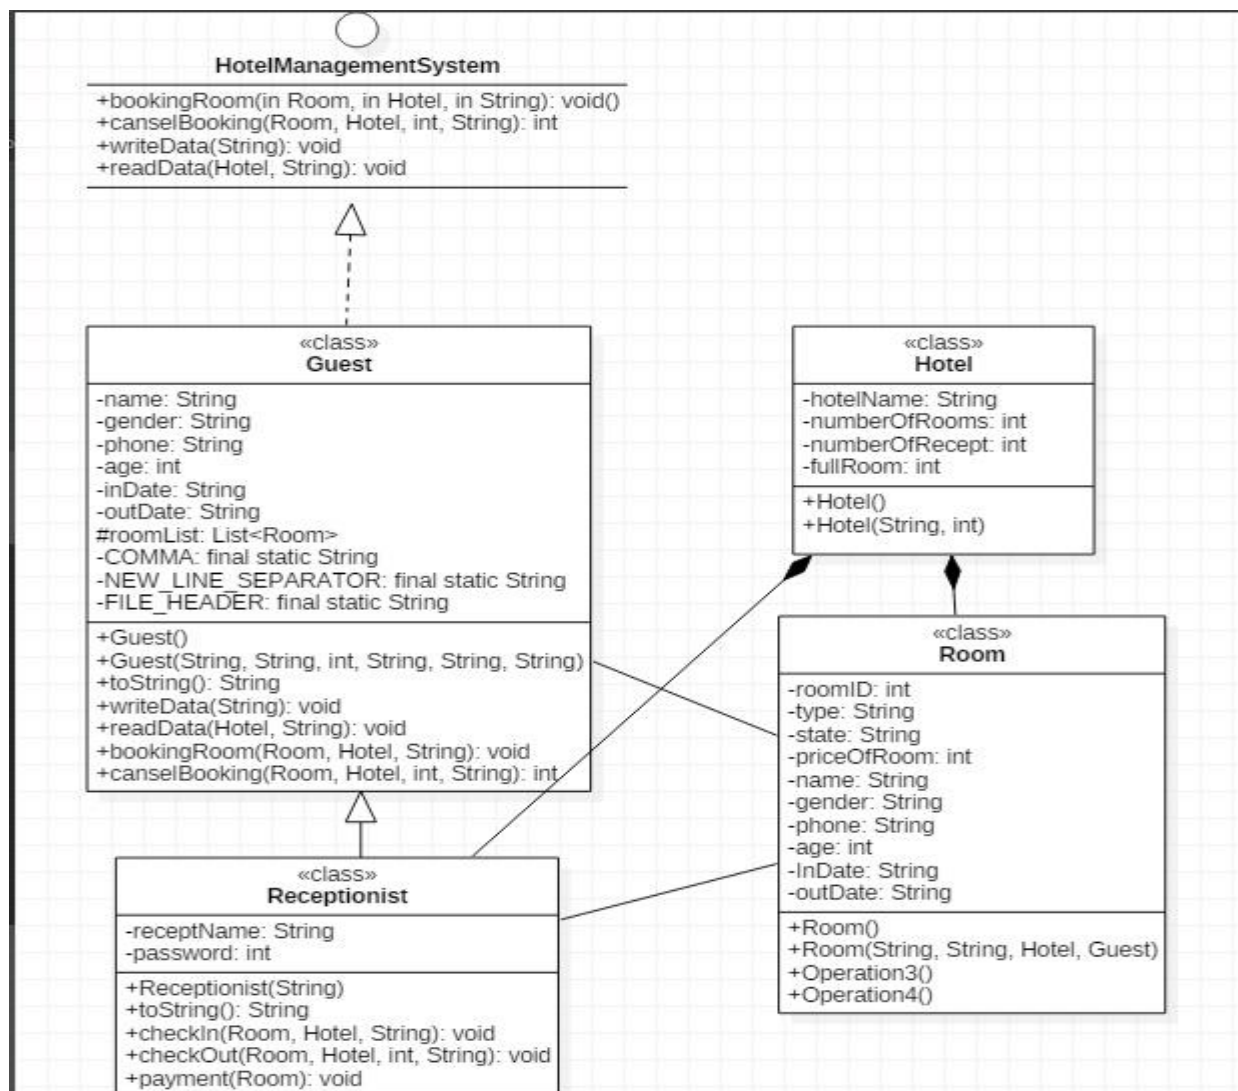 HotelManagementSystem
+bookingRoom(in Room, in Hotel, in String): void()
+canselBooking(Room, Hotel, int, String): int
+writeData(String): void
+readData(Hotel, String): void
«class»
Guest
-name: String
-gender: String
-phone: String
-age: int
-inDate: String
-outDate: String
#roomList: List<Room>
-COMMA: final static String
-NEW_LINE_SEPARATOR: final static String
-FILE_HEADER: final static String
+Guest()
+Guest(String, String, int, String, String, String)
+toString(): String
+writeData(String): void
+readData(Hotel, String): void
+bookingRoom(Room, Hotel, String): void
+canselBooking(Room, Hotel, int, String): int
«class»
Hotel
-hotelName: String
-numberOfRooms: int
-numberOfRecept: int
-fullRoom: int
+Hotel()
+Hotel(String, int)
«class»
Room
-roomID: int
-type: String
-state: String
-priceOfRoom: int
-name: String
-gender: String
-phone: String
-age: int
-InDate: String
-outDate: String
+Room()
+Room(String, String, Hotel, Guest)
+Operation3()
+Operation4()
«class»
Receptionist
-receptName: String
-password: int
+Receptionist(String)
+toString(): String
+checkIn(Room, Hotel, String): void
+checkOut(Room, Hotel, int, String): void
+payment(Room): void